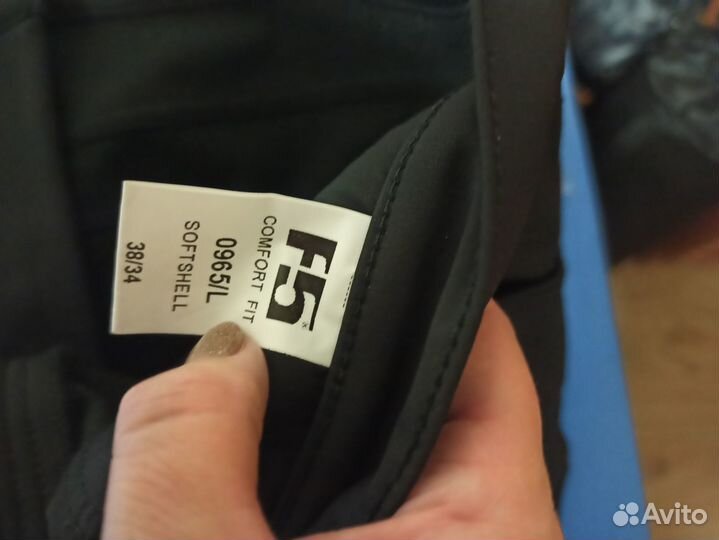 F5®
COMFORT FIT
0965/L
SOFTSHELL
38/34
Avito